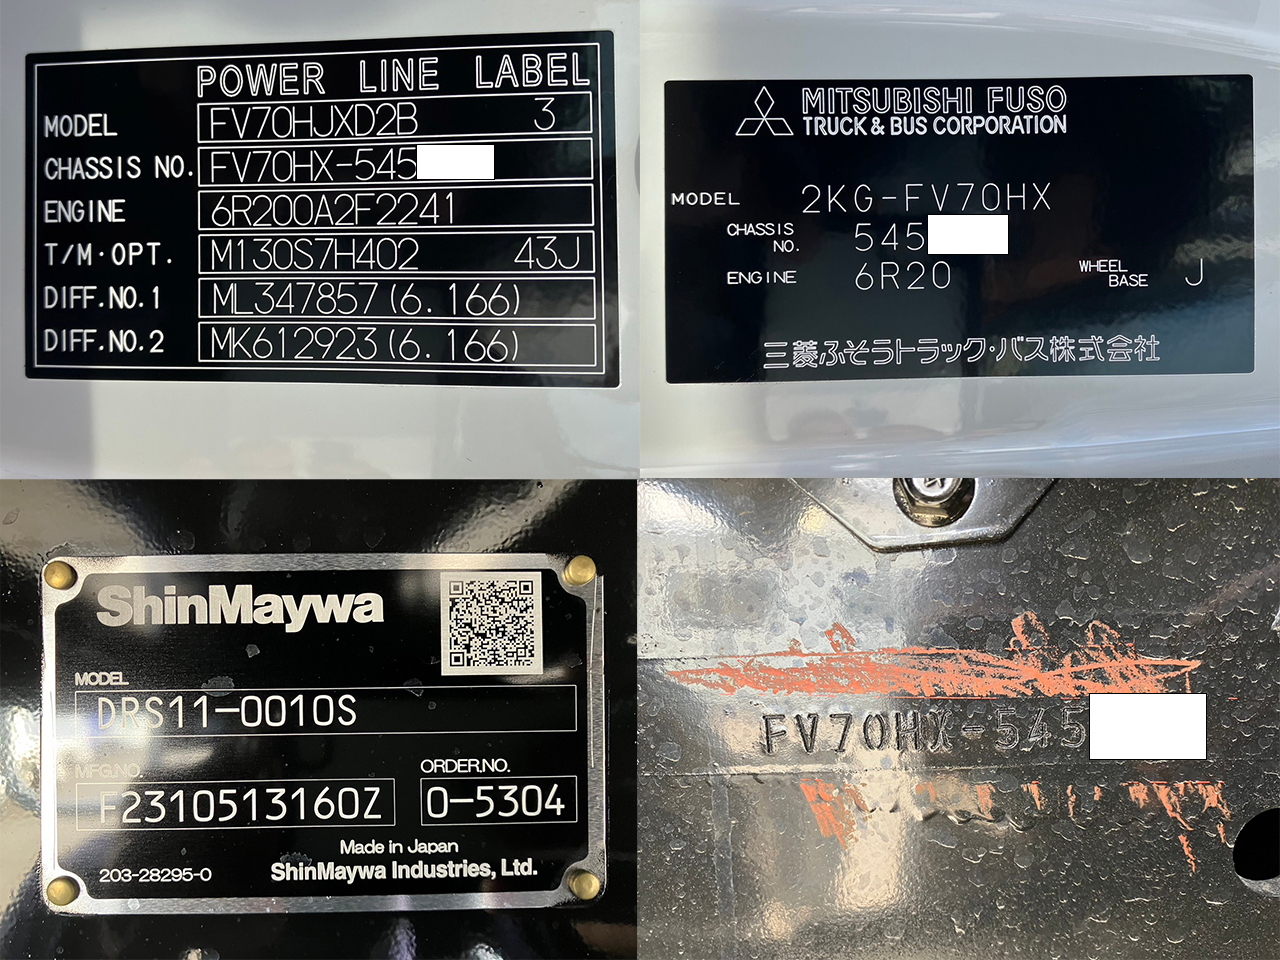 POWER LINE LABEL
MODEL FV70HJXD2B 3
CHASSIS NO. FV70HX-545
ENGINE 6R200A2F2241
T/M·OPT. M130S7H402 43J
DIFF.NO.1 ML347857(6.166)
DIFF.NO.2 MK612923(6.166)
MITSUBISHI FUSO
TRUCK & BUS CORPORATION
MODEL 2KG-FV70HX
CHASSIS NO. 545
ENGINE 6R20 WHEEL BASE J
三菱ふそうトラック・バス株式会社
ShinMaywa
MODEL
DRS11-0010S
MFG.NO. ORDER.NO.
F2310513160Z 0-5304
Made in Japan
203-28295-0 ShinMaywa Industries, Ltd.
FV70HX-545